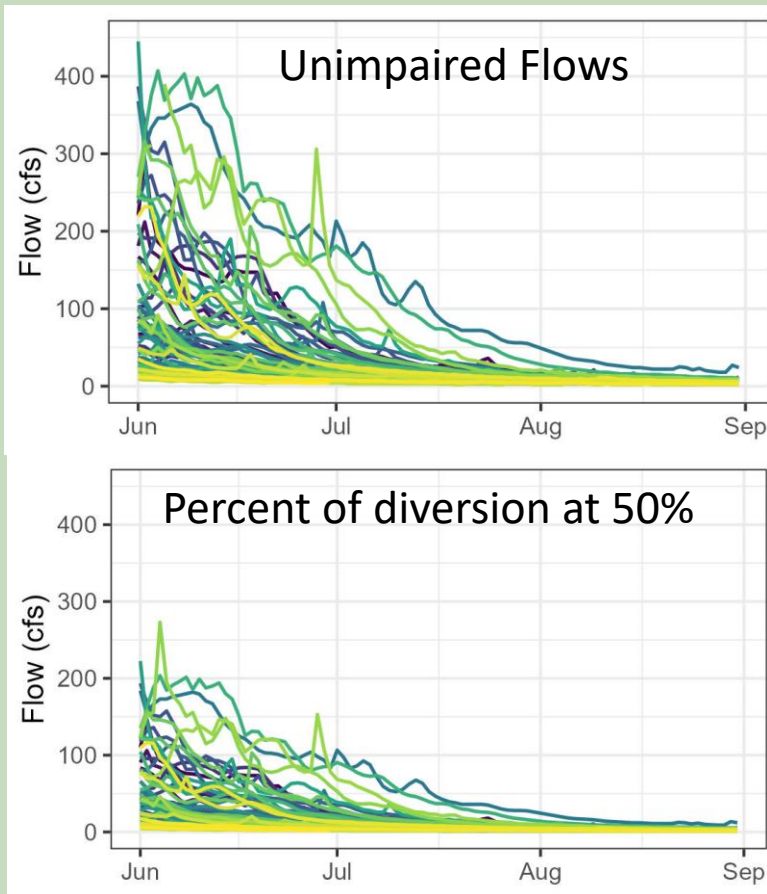 Unimpaired Flows
Flow (cfs)
400
300
200
100
0
Jun
Jul
Aug
Sep
Percent of diversion at 50%
Flow (cfs)
400
300
200
100
0
Jun
Jul
Aug
Sep